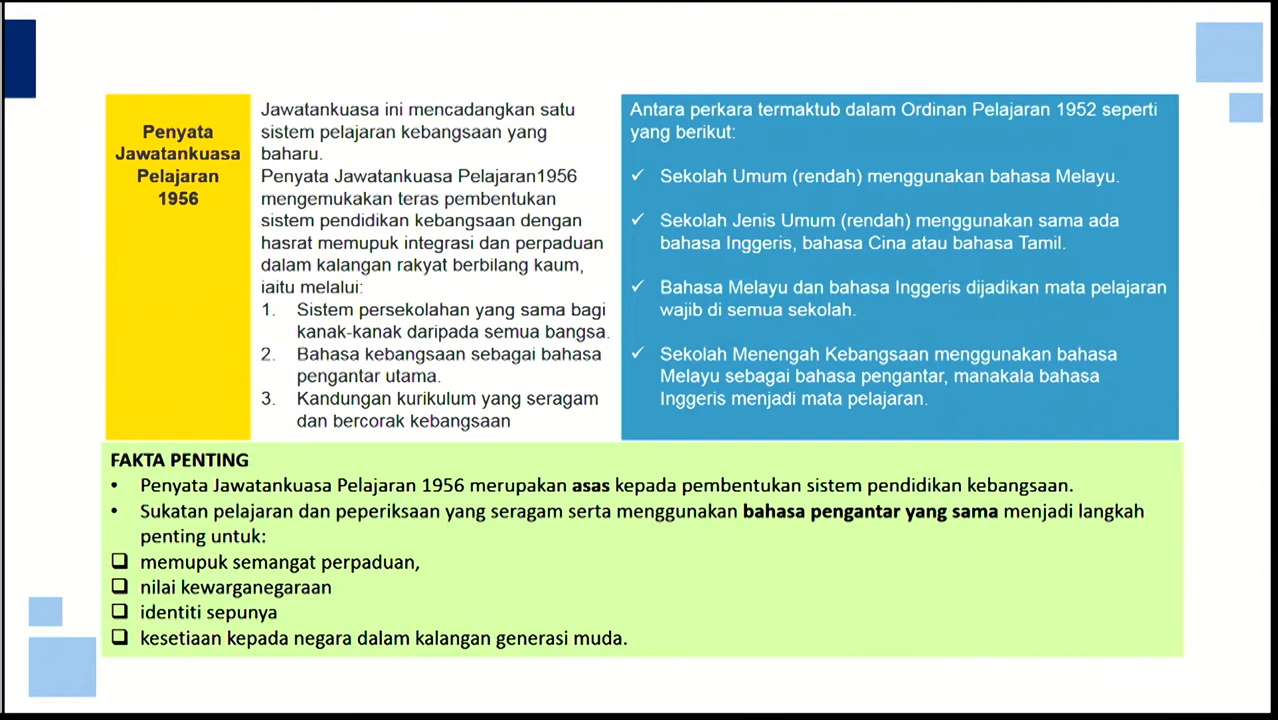 Penyata
Jawatankuasa
Pelajaran
1956
Jawatankuasa ini mencadangkan satu
sistem pelajaran kebangsaan yang
baharu.
Penyata Jawatankuasa Pelajaran1956
mengemukakan teras pembentukan
sistem pendidikan kebangsaan dengan
hasrat memupuk integrasi dan perpaduan
dalam kalangan rakyat berbilang kaum,
iaitu melalui:
1. Sistem persekolahan yang sama bagi
kanak-kanak daripada semua bangsa.
2. Bahasa kebangsaan sebagai bahasa
pengantar utama.
3. Kandungan kurikulum yang seragam
dan bercorak kebangsaan
Antara perkara termaktub dalam Ordinan Pelajaran 1952 seperti
yang berikut:
✓ Sekolah Umum (rendah) menggunakan bahasa Melayu.
✓ Sekolah Jenis Umum (rendah) menggunakan sama ada
bahasa Inggeris, bahasa Cina atau bahasa Tamil.
✓ Bahasa Melayu dan bahasa Inggeris dijadikan mata pelajaran
wajib di semua sekolah.
✓ Sekolah Menengah Kebangsaan menggunakan bahasa
Melayu sebagai bahasa pengantar, manakala bahasa
Inggeris menjadi mata pelajaran.
FAKTA PENTING
• Penyata Jawatankuasa Pelajaran 1956 merupakan asas kepada pembentukan sistem pendidikan kebangsaan.
• Sukatan pelajaran dan peperiksaan yang seragam serta menggunakan bahasa pengantar yang sama menjadi langkah
penting untuk:
❑ memupuk semangat perpaduan,
❑ nilai kewarganegaraan
❑ identiti sepunya
❑ kesetiaan kepada negara dalam kalangan generasi muda.